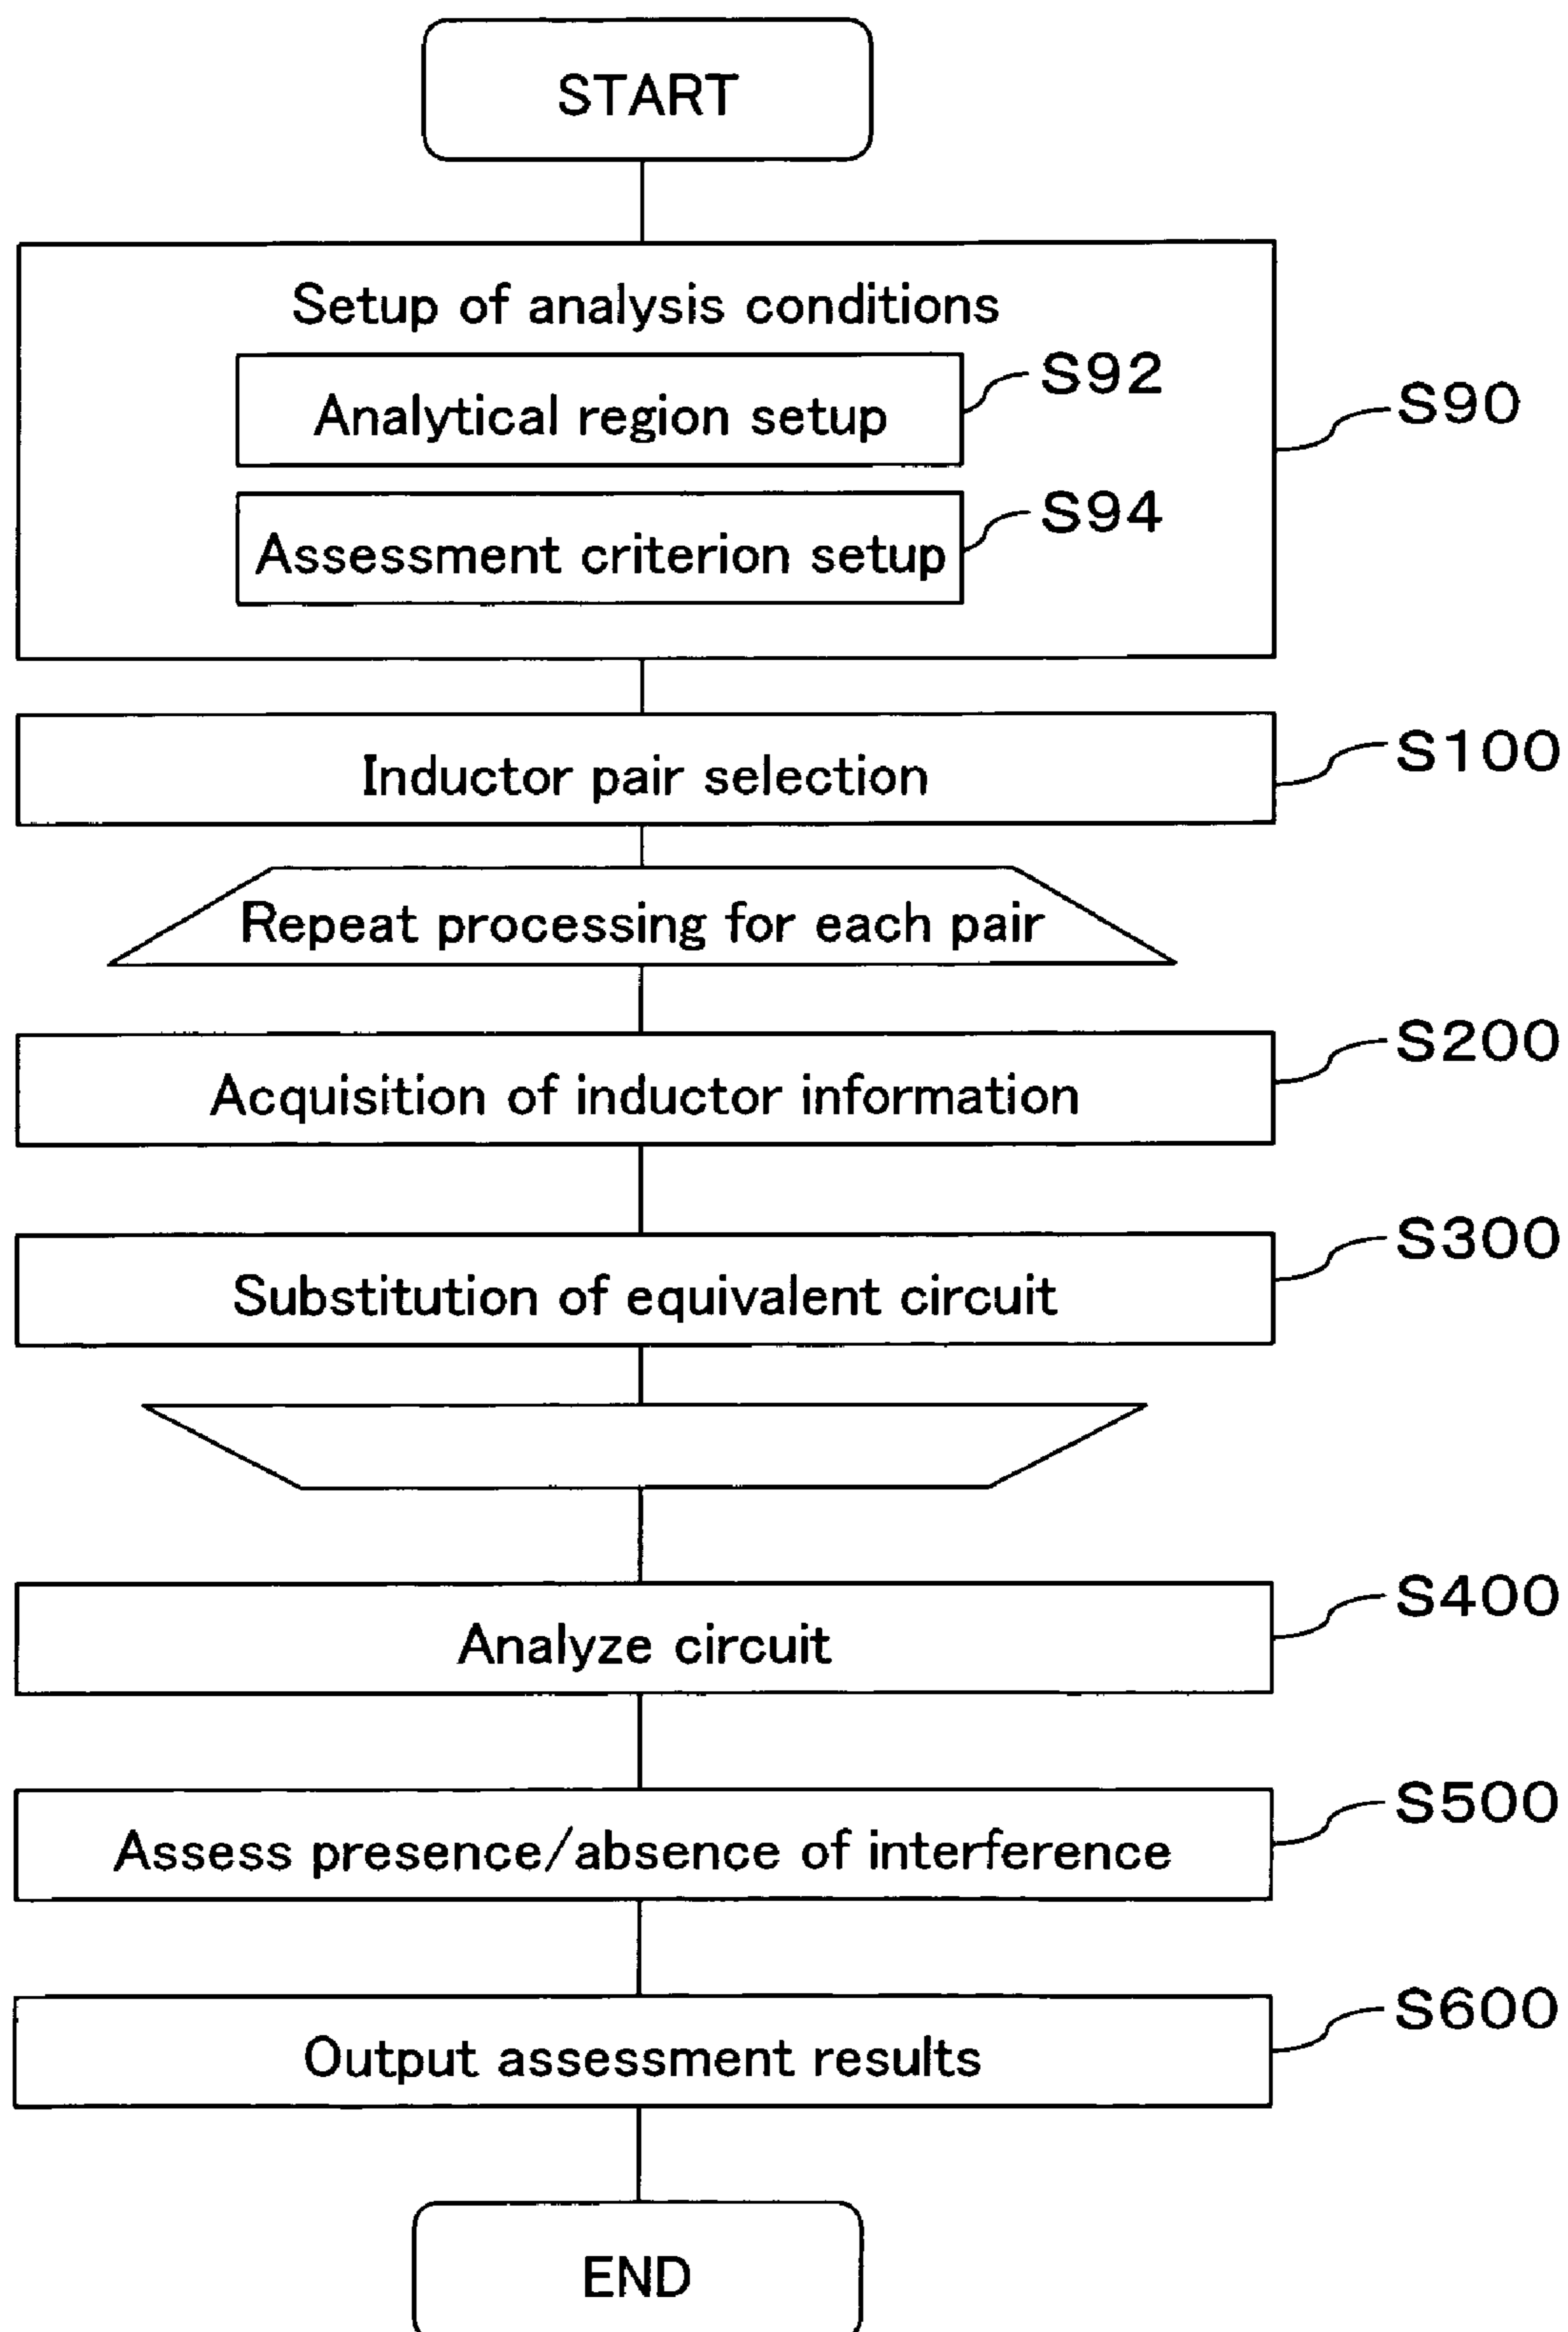 START
Setup of analysis conditions
Analytical region setup
S92
S90
Assessment criterion setup
S94
Inductor pair selection
S100
Repeat processing for each pair
Acquisition of inductor information
S200
Substitution of equivalent circuit
S300
Analyze circuit
S400
Assess presence/absence of interference
S500
Output assessment results
S600
END